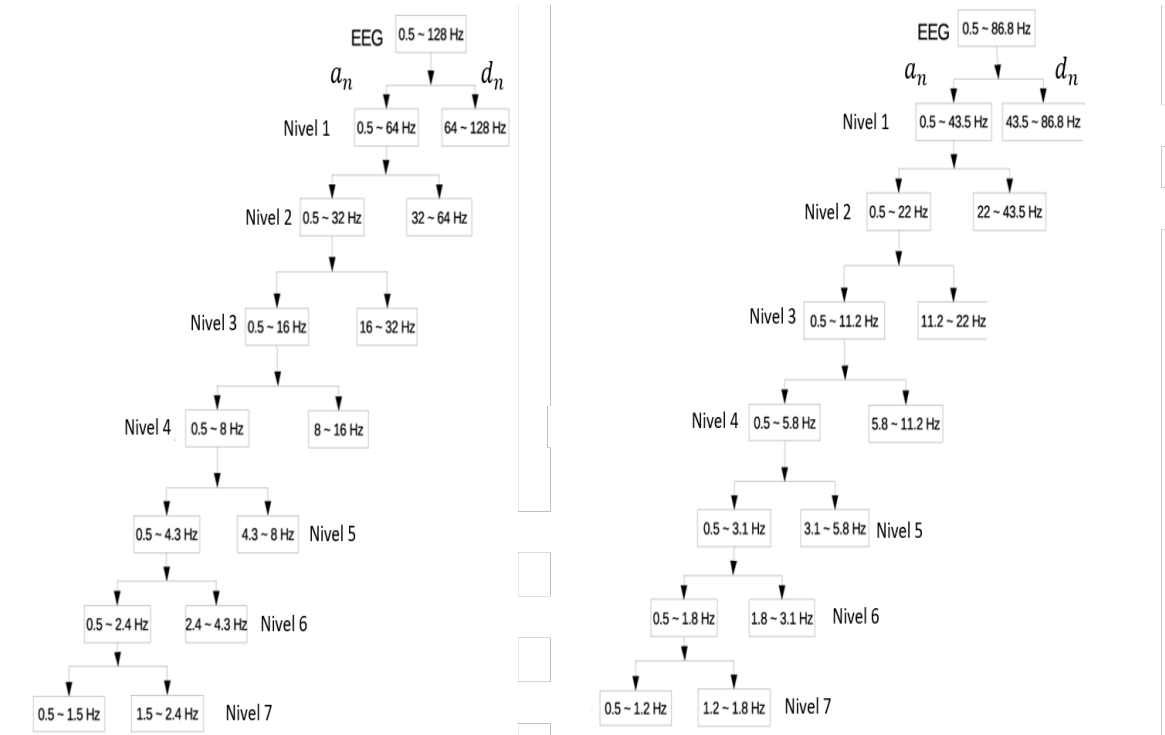 EEG 0.5 ~ 128 Hz
aₙ dₙ
Nivel 1 0.5 ~ 64 Hz 64 ~ 128 Hz
Nivel 2 0.5 ~ 32 Hz 32 ~ 64 Hz
Nivel 3 0.5 ~ 16 Hz 16 ~ 32 Hz
Nivel 4 0.5 ~ 8 Hz 8 ~ 16 Hz
0.5 ~ 4.3 Hz 4.3 ~ 8 Hz Nivel 5
0.5 ~ 2.4 Hz 2.4 ~ 4.3 Hz Nivel 6
0.5 ~ 1.5 Hz 1.5 ~ 2.4 Hz Nivel 7
EEG 0.5 ~ 86.8 Hz
aₙ dₙ
Nivel 1 0.5 ~ 43.5 Hz 43.5 ~ 86.8 Hz
Nivel 2 0.5 ~ 22 Hz 22 ~ 43.5 Hz
Nivel 3 0.5 ~ 11.2 Hz 11.2 ~ 22 Hz
Nivel 4 0.5 ~ 5.8 Hz 5.8 ~ 11.2 Hz
0.5 ~ 3.1 Hz 3.1 ~ 5.8 Hz Nivel 5
0.5 ~ 1.8 Hz 1.8 ~ 3.1 Hz Nivel 6
0.5 ~ 1.2 Hz 1.2 ~ 1.8 Hz Nivel 7